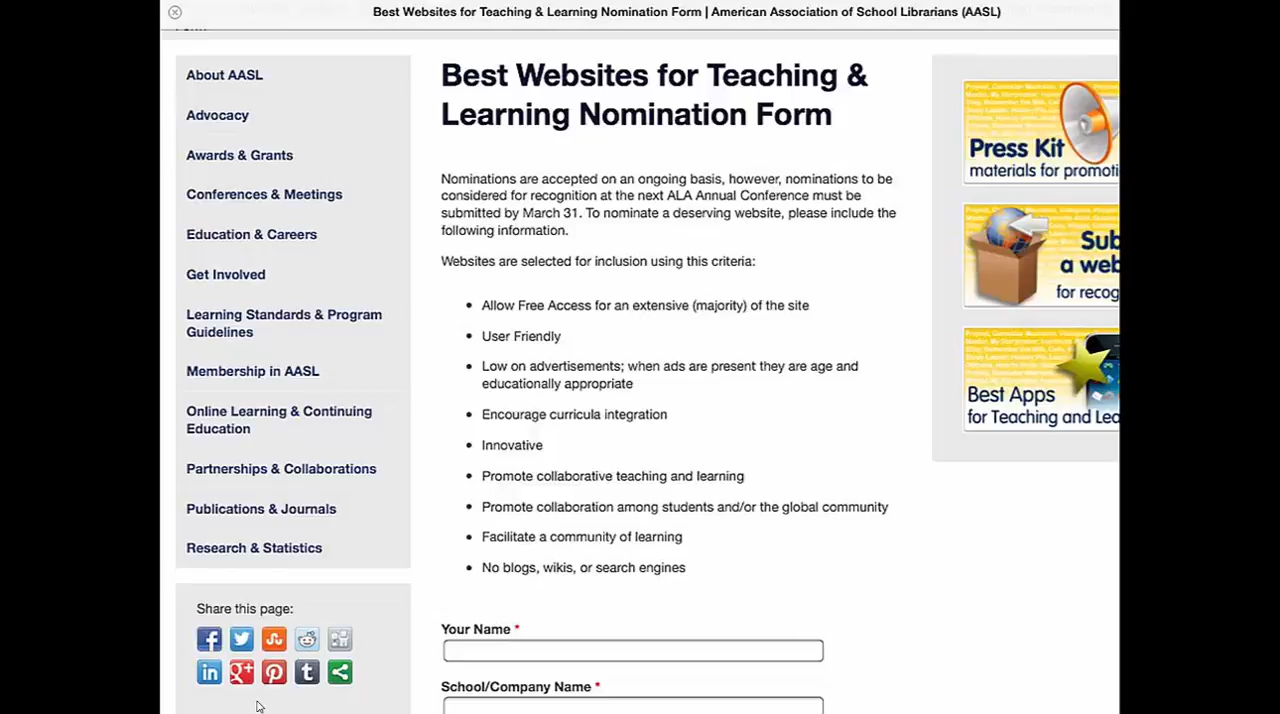 Best Websites for Teaching & Learning Nomination Form | American Association of School Librarians (AASL)
About AASL
Advocacy
Awards & Grants
Conferences & Meetings
Education & Careers
Get Involved
Learning Standards & Program
Guidelines
Membership in AASL
Online Learning & Continuing
Education
Partnerships & Collaborations
Publications & Journals
Research & Statistics
Share this page:
Best Websites for Teaching &
Learning Nomination Form
Nominations are accepted on an ongoing basis, however, nominations to be
considered for recognition at the next ALA Annual Conference must be
submitted by March 31. To nominate a deserving website, please include the
following information.
Websites are selected for inclusion using this criteria:
• Allow Free Access for an extensive (majority) of the site
• User Friendly
• Low on advertisements; when ads are present they are age and
educationally appropriate
• Encourage curricula integration
• Innovative
• Promote collaborative teaching and learning
• Promote collaboration among students and/or the global community
• Facilitate a community of learning
• No blogs, wikis, or search engines
Your Name *
School/Company Name *
Press Kit
materials for promoti
Sub
a web
for recog
Best Apps
for Teaching and Lea